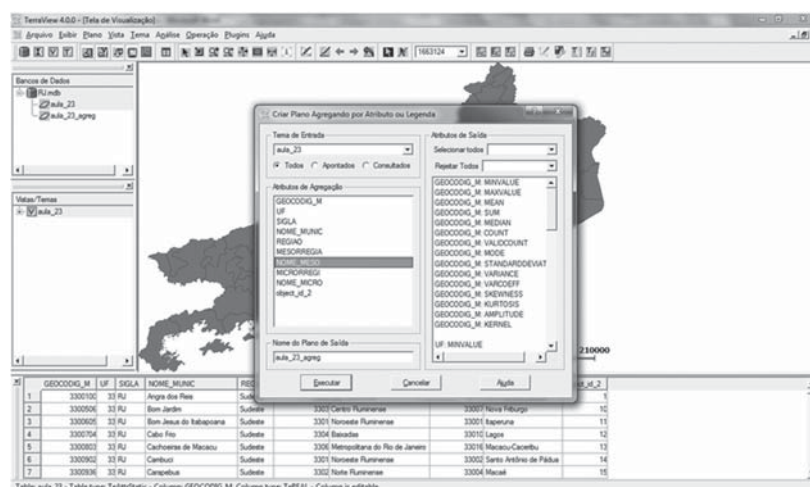 TerraView 4.0.0 - [Tela de Visualização]
Arquivo Exibir Plano Vista Tema Análise Operação Plugins Ajuda
1663124
Bancos de Dados
RJ.mdb
aula_23
aula_23_agreg
Vistas/Temas
aula_23
Criar Plano Agregando por Atributo ou Legenda
Tema de Entrada
aula_23
Todos Apontados Consultados
Atributos de Agregação
GEOCODIG_M
UF
SIGLA
NOME_MUNIC
REGIAO
MESORREGIA
NOME_MESO
MICRORREGI
NOME_MICRO
object_id_2
Nome do Plano de Saída
aula_23_agreg
Atributos de Saída
Selecionar todos
Rejeitar Todos
GEOCODIG_M: MINVALUE
GEOCODIG_M: MAXVALUE
GEOCODIG_M: MEAN
GEOCODIG_M: SUM
GEOCODIG_M: MEDIAN
GEOCODIG_M: COUNT
GEOCODIG_M: VALIDCOUNT
GEOCODIG_M: MODE
GEOCODIG_M: STANDARDDEVIAT
GEOCODIG_M: VARIANCE
GEOCODIG_M: VARCOEFF
GEOCODIG_M: SKEWNESS
GEOCODIG_M: KURTOSIS
GEOCODIG_M: AMPLITUDE
GEOCODIG_M: KERNEL
UF: MINVALUE
Executar Cancelar Ajuda
210000
GEOCODIG_M UF SIGLA NOME_MUNIC
1 3300100 33 RJ Angra dos Reis 1
2 3300506 33 RJ Bom Jardim Sudeste 3303 Centro Fluminense 33007 Nova Friburgo 10
3 3300605 33 RJ Bom Jesus do Itabapoana Sudeste 3301 Noroeste Fluminense 33001 Itaperuna 11
4 3300704 33 RJ Cabo Frio Sudeste 3304 Baixadas 33010 Lagos 12
5 3300803 33 RJ Cachoeiras de Macacu Sudeste 3306 Metropolitana do Rio de Janeiro 33016 Macacu-Caceribu 13
6 3300902 33 RJ Cambuci Sudeste 3301 Noroeste Fluminense 33002 Santo Antônio de Pádua 14
7 3300936 33 RJ Carapebus Sudeste 3302 Norte Fluminense 33004 Macaé 15